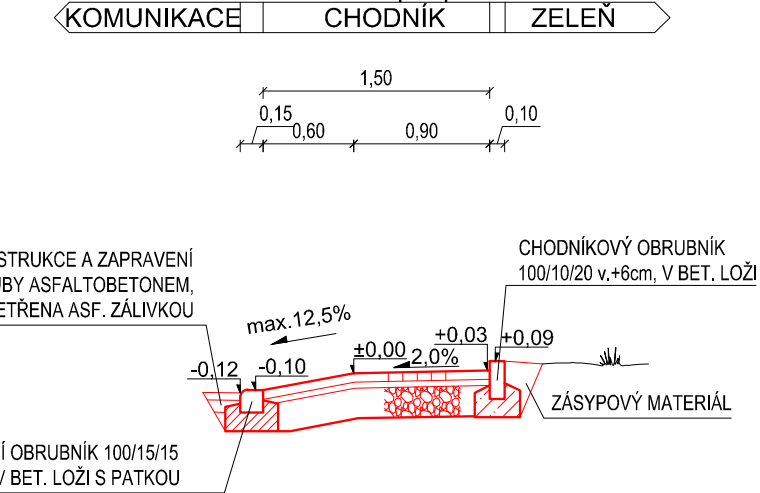 KOMUNIKACE CHODNÍK ZELEŇ
1,50
0,15 0,10
0,60 0,90
STRUKCE A ZAPRAVENÍ
UBY ASFALTOBETONEM,
ETŘENA ASF. ZÁLIVKOU
CHODNÍKOVÝ OBRUBNÍK
100/10/20 v.+6cm, V BET. LOŽI
max.12,5%
+0,03 +0,09
±0,00 2,0%
-0,12 -0,10
ZÁSYPOVÝ MATERIÁL
Í OBRUBNÍK 100/15/15
V BET. LOŽI S PATKOU